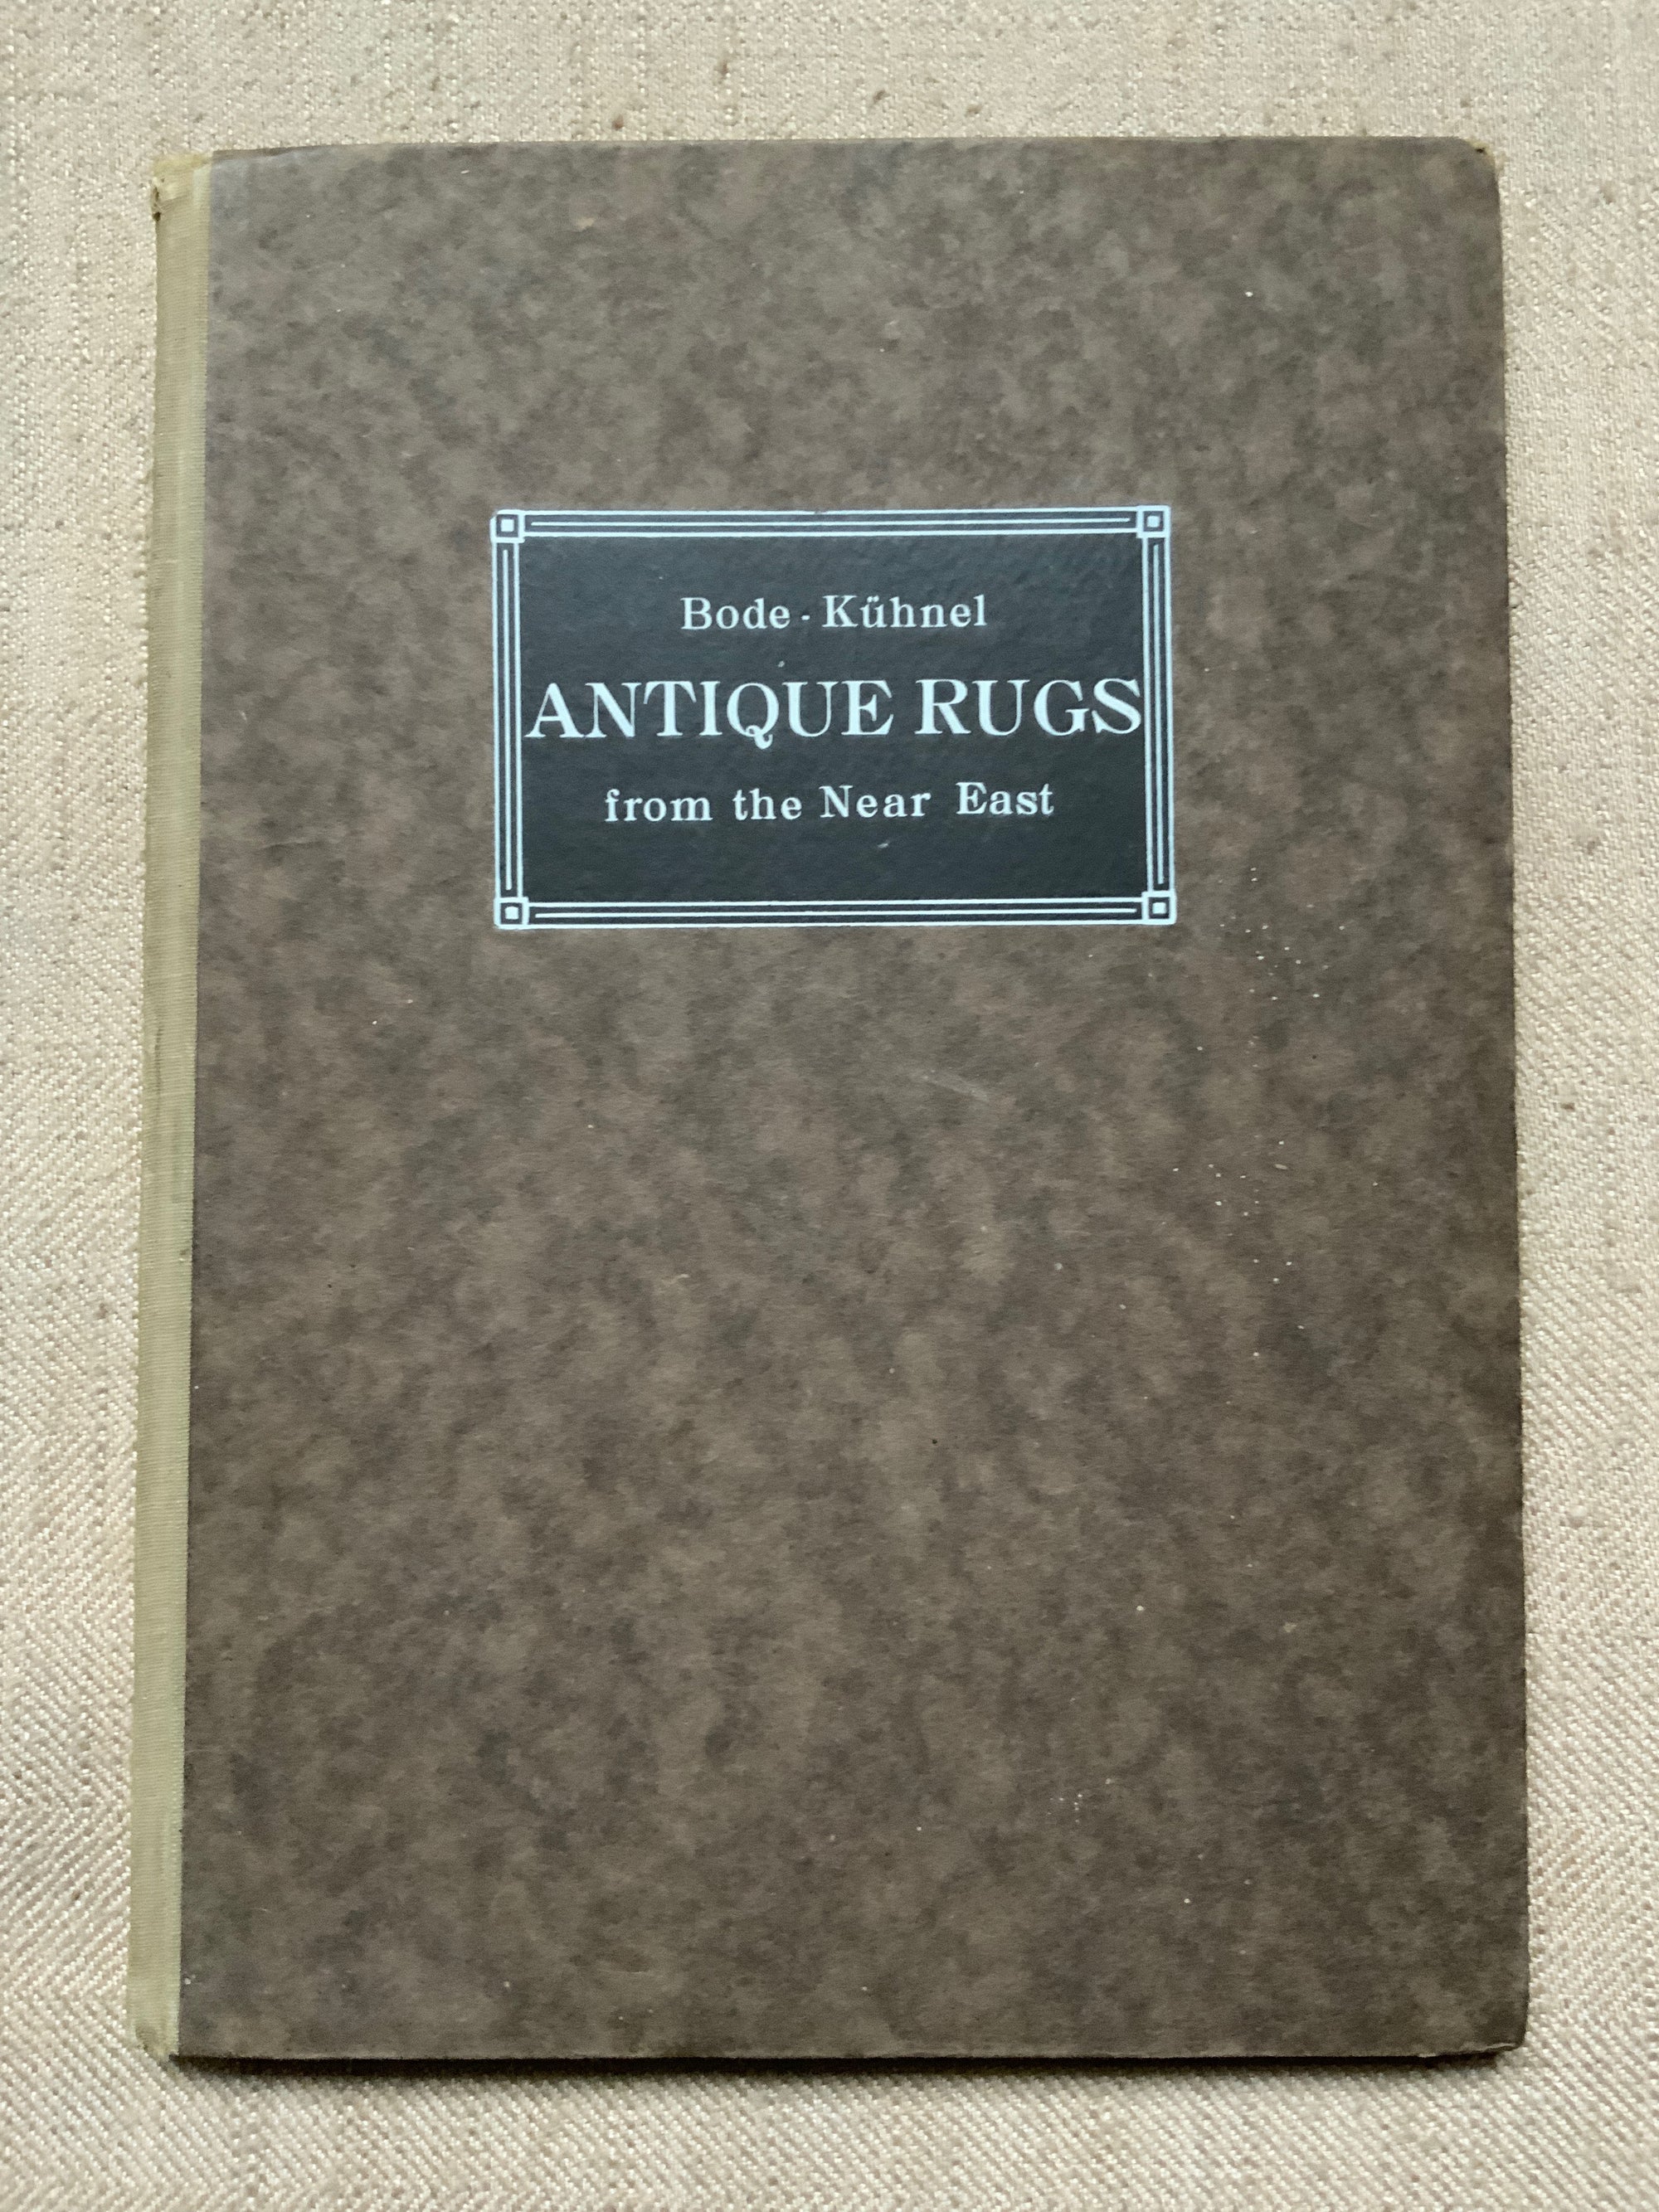 Bode - Kühnel
ANTIQUE RUGS
from the Near East